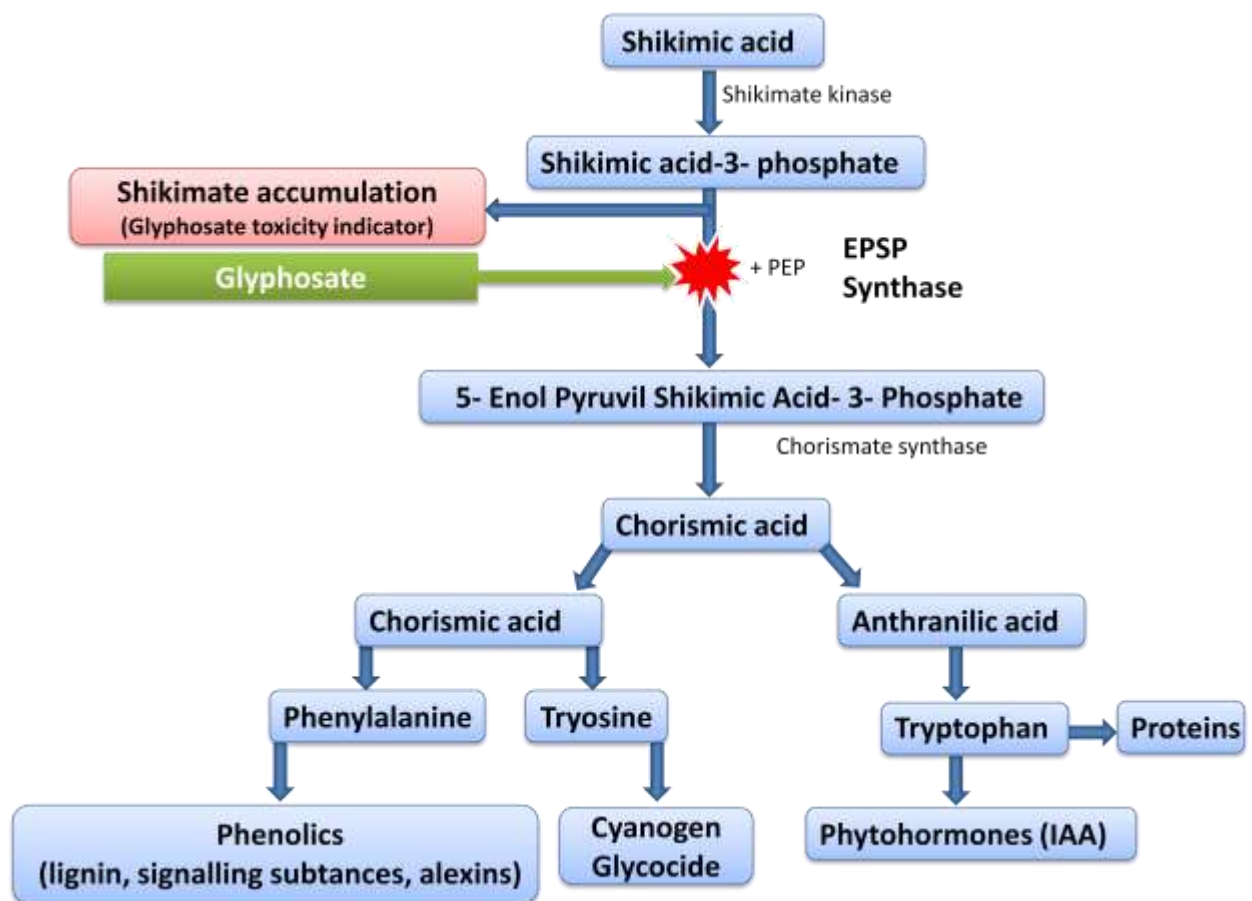 Shikimic acid
Shikimate kinase
Shikimic acid-3- phosphate
Shikimate accumulation
(Glyphosate toxicity indicator)
Glyphosate
+ PEP
EPSP
Synthase
5- Enol Pyruvil Shikimic Acid- 3- Phosphate
Chorismate synthase
Chorismic acid
Chorismic acid
Anthranilic acid
Phenylalanine
Tryosine
Tryptophan
Proteins
Phenolics
(lignin, signalling subtances, alexins)
Cyanogen
Glycocide
Phytohormones (IAA)